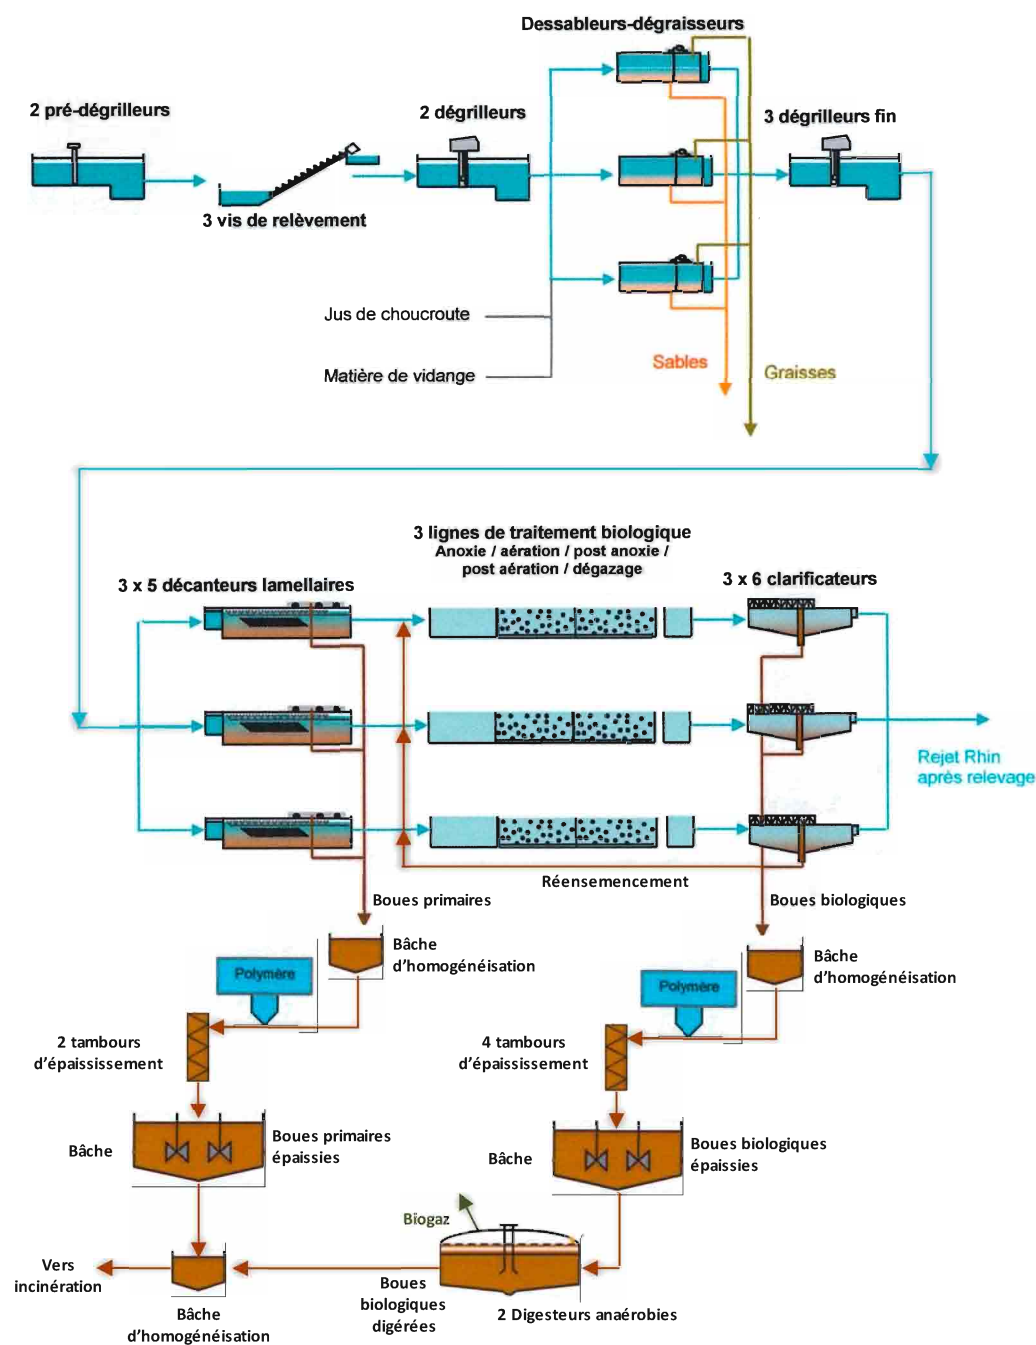 Dessableurs-dégraisseurs
2 pré-dégrilleurs
2 dégrilleurs
3 dégrilleurs fin
3 vis de relèvement
Jus de choucroute
Matière de vidange
Sables
Graisses
3 lignes de traitement biologique
Anoxie / aération / post anoxie /
post aération / dégazage
3 x 5 décanteurs lamellaires
3 x 6 clarificateurs
Rejet Rhin
après relevage
Réensemencement
Boues primaires
Boues biologiques
Bâche
d'homogénéisation
Bâche
d'homogénéisation
Polymère
Polymère
2 tambours
d'épaississement
4 tambours
d'épaississement
Bâche
Boues primaires
épaissies
Bâche
Boues biologiques
épaissies
Biogaz
Vers
incinération
Bâche
d'homogénéisation
Boues
biologiques
digérées
2 Digesteurs anaérobies